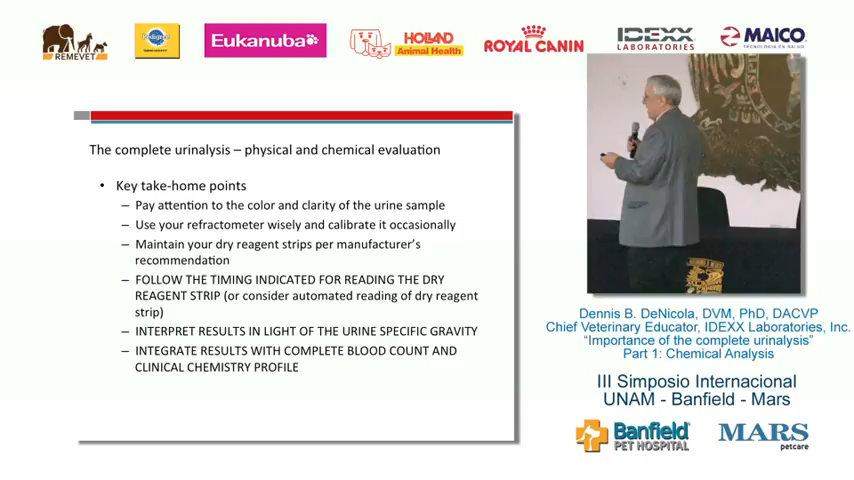 REMEVET
Pedigree
Eukanuba
HOLLAND
Animal Health
ROYAL CANIN
IDEXX
LABORATORIES
MAICO
TECNOLOGÍA EN SALUD
The complete urinalysis – physical and chemical evaluation
• Key take-home points
– Pay attention to the color and clarity of the urine sample
– Use your refractometer wisely and calibrate it occasionally
– Maintain your dry reagent strips per manufacturer's
recommendation
– FOLLOW THE TIMING INDICATED FOR READING THE DRY
REAGENT STRIP (or consider automated reading of dry reagent
strip)
– INTERPRET RESULTS IN LIGHT OF THE URINE SPECIFIC GRAVITY
– INTEGRATE RESULTS WITH COMPLETE BLOOD COUNT AND
CLINICAL CHEMISTRY PROFILE
Dennis B. DeNicola, DVM, PhD, DACVP
Chief Veterinary Educator, IDEXX Laboratories, Inc.
“Importance of the complete urinalysis”
Part 1: Chemical Analysis
III Simposio Internacional
UNAM - Banfield - Mars
Banfield
PET HOSPITAL
MARS
petcare